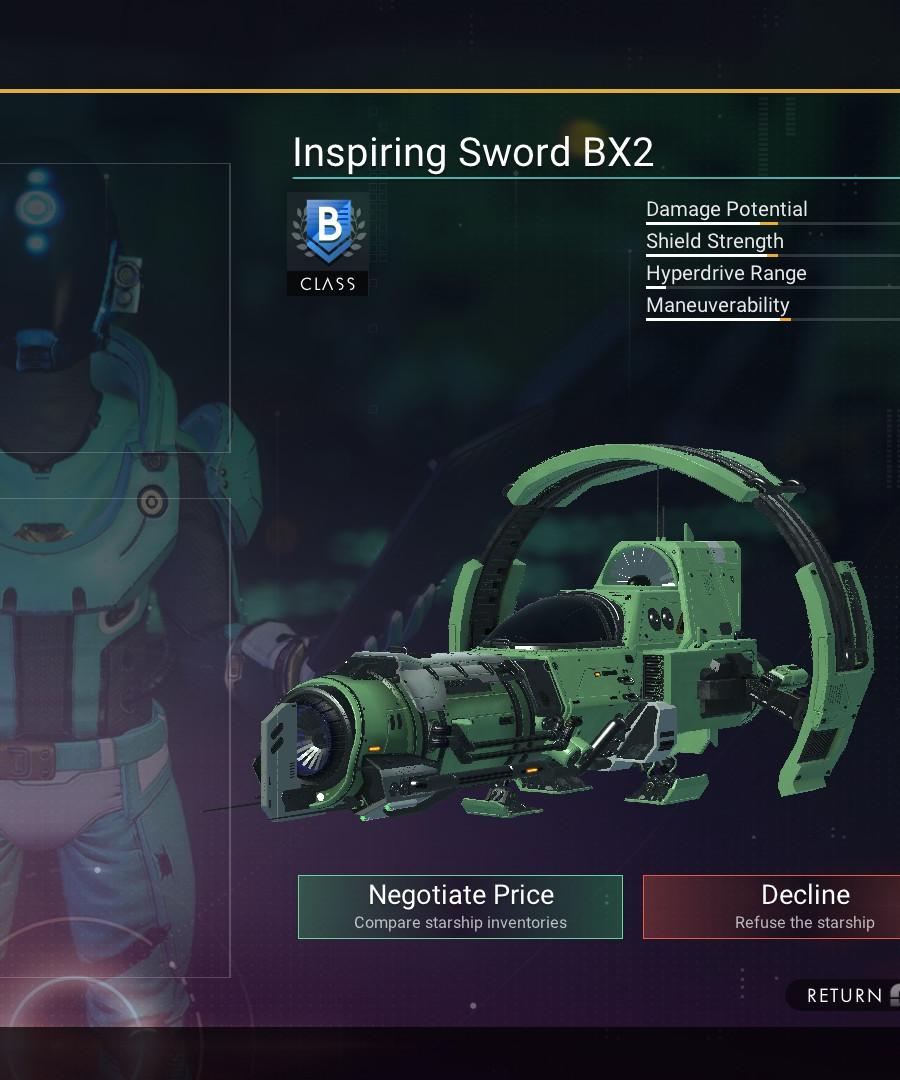 Inspiring Sword BX2
B
CLASS
Damage Potential
Shield Strength
Hyperdrive Range
Maneuverability
Negotiate Price
Compare starship inventories
Decline
Refuse the starship
RETURN